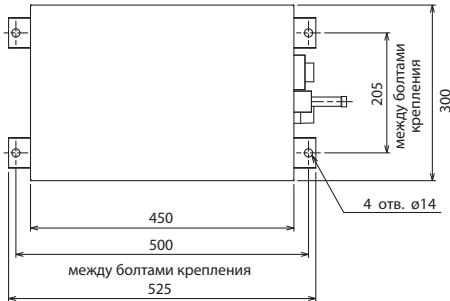 205
между болтами
крепления
300
4 отв. ø14
450
500
между болтами крепления
525